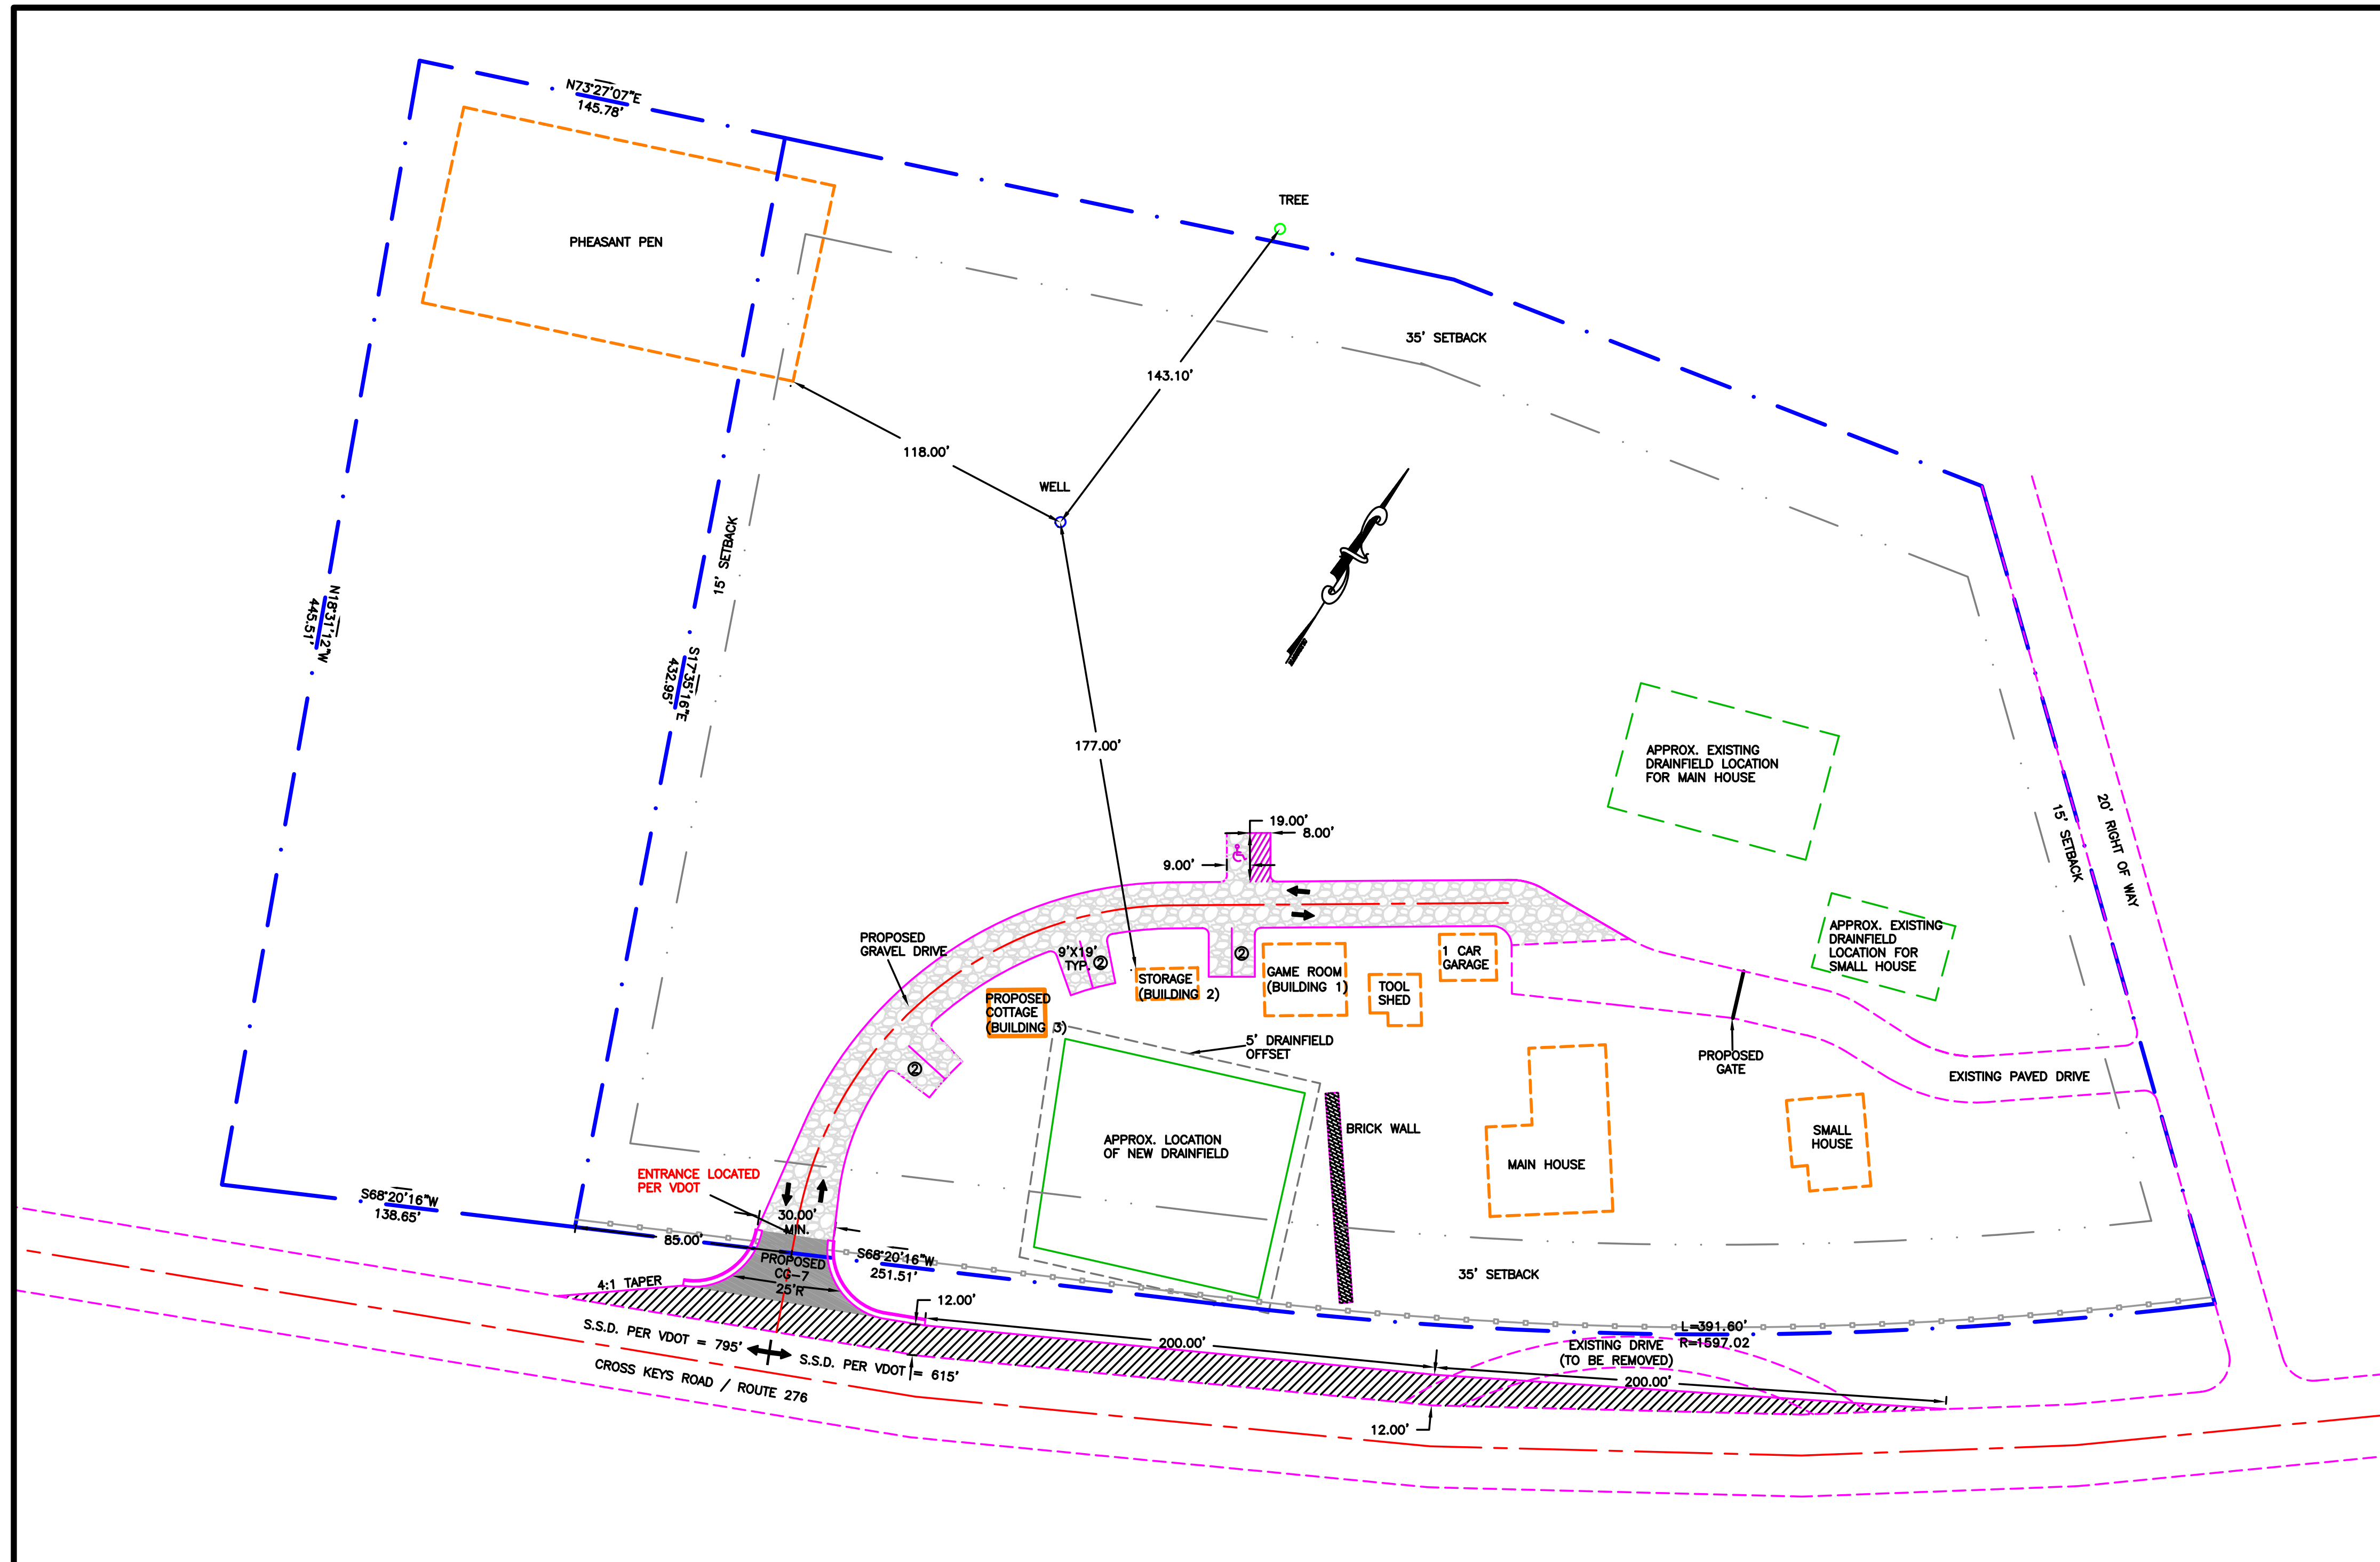 N73°27'07"E
145.78'
TREE
PHEASANT PEN
35' SETBACK
143.10'
118.00'
WELL
15' SETBACK
N18°31'12"W
445.51'
S17°35'16"E
432.95'
177.00'
APPROX. EXISTING
DRAINFIELD LOCATION
FOR MAIN HOUSE
15' SETBACK
20' RIGHT OF WAY
19.00'
8.00'
9.00'
PROPOSED
GRAVEL DRIVE
9'X19'
TYP.
2
2
STORAGE
(BUILDING 2)
GAME ROOM
(BUILDING 1)
1 CAR
GARAGE
TOOL
SHED
APPROX. EXISTING
DRAINFIELD
LOCATION FOR
SMALL HOUSE
PROPOSED
COTTAGE
(BUILDING 3)
5' DRAINFIELD
OFFSET
2
PROPOSED
GATE
EXISTING PAVED DRIVE
APPROX. LOCATION
OF NEW DRAINFIELD
BRICK WALL
MAIN HOUSE
SMALL
HOUSE
ENTRANCE LOCATED
PER VDOT
S68°20'16"W
138.65'
30.00'
MIN.
85.00'
PROPOSED
CG-7
25'R
S68°20'16"W
251.51'
35' SETBACK
4:1 TAPER
12.00'
S.S.D. PER VDOT = 795'
S.S.D. PER VDOT = 615'
200.00'
L=391.60'
R=1597.02
EXISTING DRIVE
(TO BE REMOVED)
CROSS KEYS ROAD / ROUTE 276
200.00'
12.00'